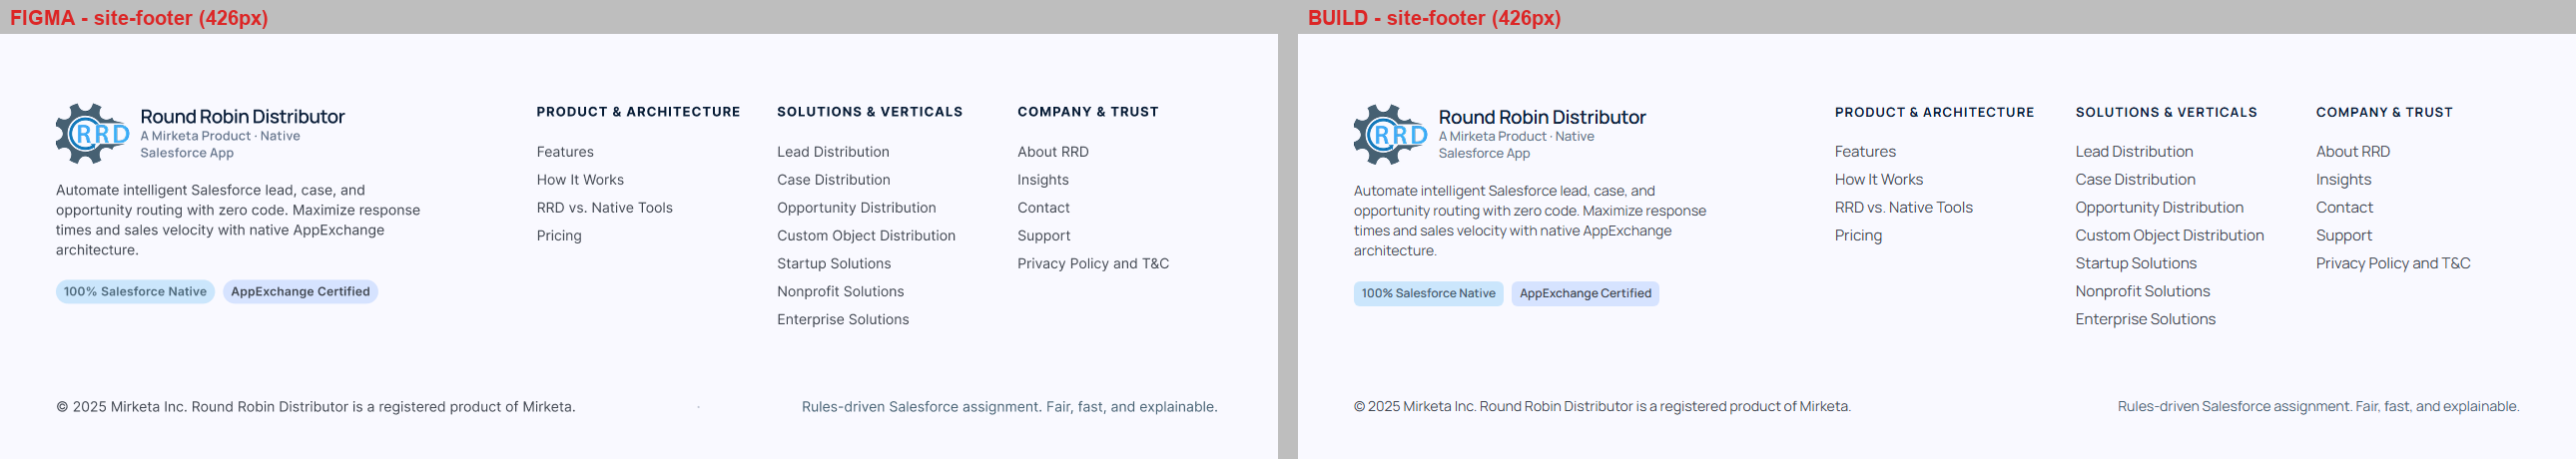 FIGMA - site-footer (426px)
RRD
Round Robin Distributor
A Mirketa Product · Native
Salesforce App
Automate intelligent Salesforce lead, case, and
opportunity routing with zero code. Maximize response
times and sales velocity with native AppExchange
architecture.
100% Salesforce Native
AppExchange Certified
PRODUCT & ARCHITECTURE
Features
How It Works
RRD vs. Native Tools
Pricing
SOLUTIONS & VERTICALS
Lead Distribution
Case Distribution
Opportunity Distribution
Custom Object Distribution
Startup Solutions
Nonprofit Solutions
Enterprise Solutions
COMPANY & TRUST
About RRD
Insights
Contact
Support
Privacy Policy and T&C
© 2025 Mirketa Inc. Round Robin Distributor is a registered product of Mirketa.
·
Rules-driven Salesforce assignment. Fair, fast, and explainable.
BUILD - site-footer (426px)
RRD
Round Robin Distributor
A Mirketa Product · Native
Salesforce App
Automate intelligent Salesforce lead, case, and
opportunity routing with zero code. Maximize response
times and sales velocity with native AppExchange
architecture.
100% Salesforce Native
AppExchange Certified
PRODUCT & ARCHITECTURE
Features
How It Works
RRD vs. Native Tools
Pricing
SOLUTIONS & VERTICALS
Lead Distribution
Case Distribution
Opportunity Distribution
Custom Object Distribution
Startup Solutions
Nonprofit Solutions
Enterprise Solutions
COMPANY & TRUST
About RRD
Insights
Contact
Support
Privacy Policy and T&C
© 2025 Mirketa Inc. Round Robin Distributor is a registered product of Mirketa.
Rules-driven Salesforce assignment. Fair, fast, and explainable.